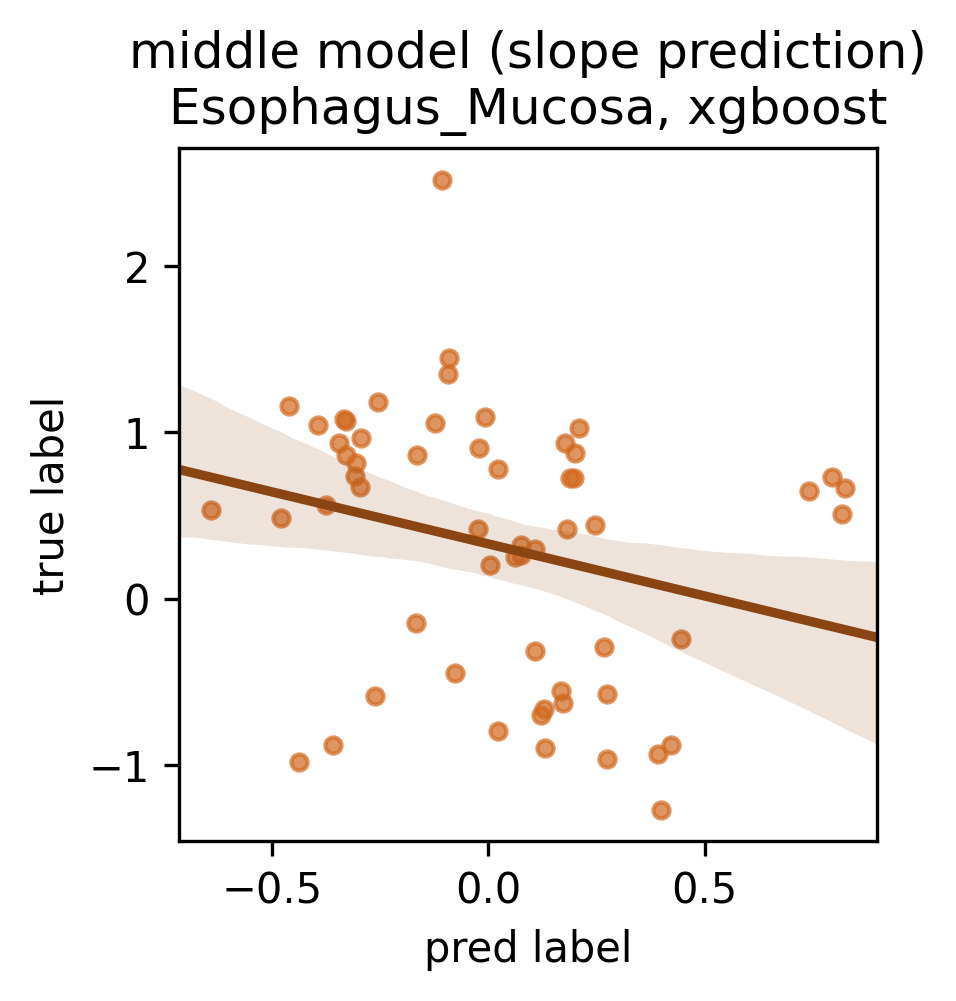 middle model (slope prediction)
Esophagus_Mucosa, xgboost
true label
2
1
0
−1
−0.5 0.0 0.5
pred label